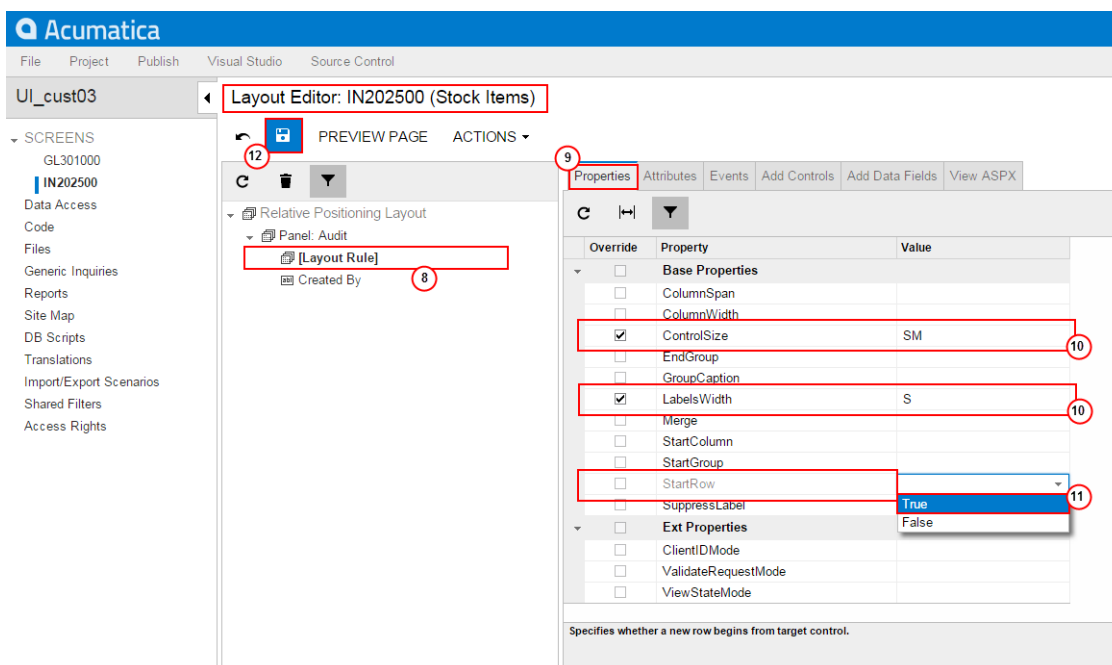 Acumatica
File Project Publish Visual Studio Source Control
UI_cust03
Layout Editor: IN202500 (Stock Items)
SCREENS
GL301000
IN202500
Data Access
Code
Files
Generic Inquiries
Reports
Site Map
DB Scripts
Translations
Import/Export Scenarios
Shared Filters
Access Rights
PREVIEW PAGE ACTIONS
12
Relative Positioning Layout
Panel: Audit
[Layout Rule]
Created By
8
9
Properties Attributes Events Add Controls Add Data Fields View ASPX
Override Property Value
Base Properties
ColumnSpan
ColumnWidth
ControlSize SM
10
EndGroup
GroupCaption
LabelsWidth S
10
Merge
StartColumn
StartGroup
StartRow
11
True
SuppressLabel
False
Ext Properties
ClientIDMode
ValidateRequestMode
ViewStateMode
Specifies whether a new row begins from target control.